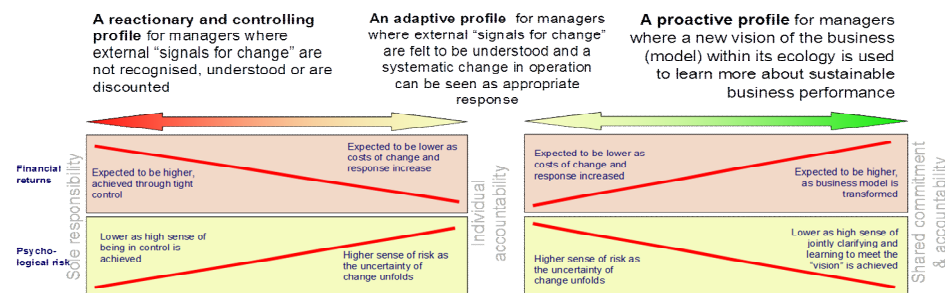 A reactionary and controlling
profile for managers where
external “signals for change” are
not recognised, understood or are
discounted
An adaptive profile for managers
where external “signals for change”
are felt to be understood and a
systematic change in operation
can be seen as appropriate
response
A proactive profile for managers
where a new vision of the business
(model) within its ecology is used
to learn more about sustainable
business performance
Financial
returns
Sole responsibility
Expected to be higher,
achieved through tight
control
Expected to be lower as
costs of change and
response increase
Individual
accountability
Expected to be lower as
costs of change and
response increased
Expected to be higher,
as business model is
transformed
Shared commitment
& accountability
Psycho-
logical risk
Lower as high sense of
being in control is
achieved
Higher sense of risk as
the uncertainty of
change unfolds
Higher sense of risk as
the uncertainty of
change unfolds
Lower as high sense of
jointly clarifying and
learning to meet the
“vision” is achieved